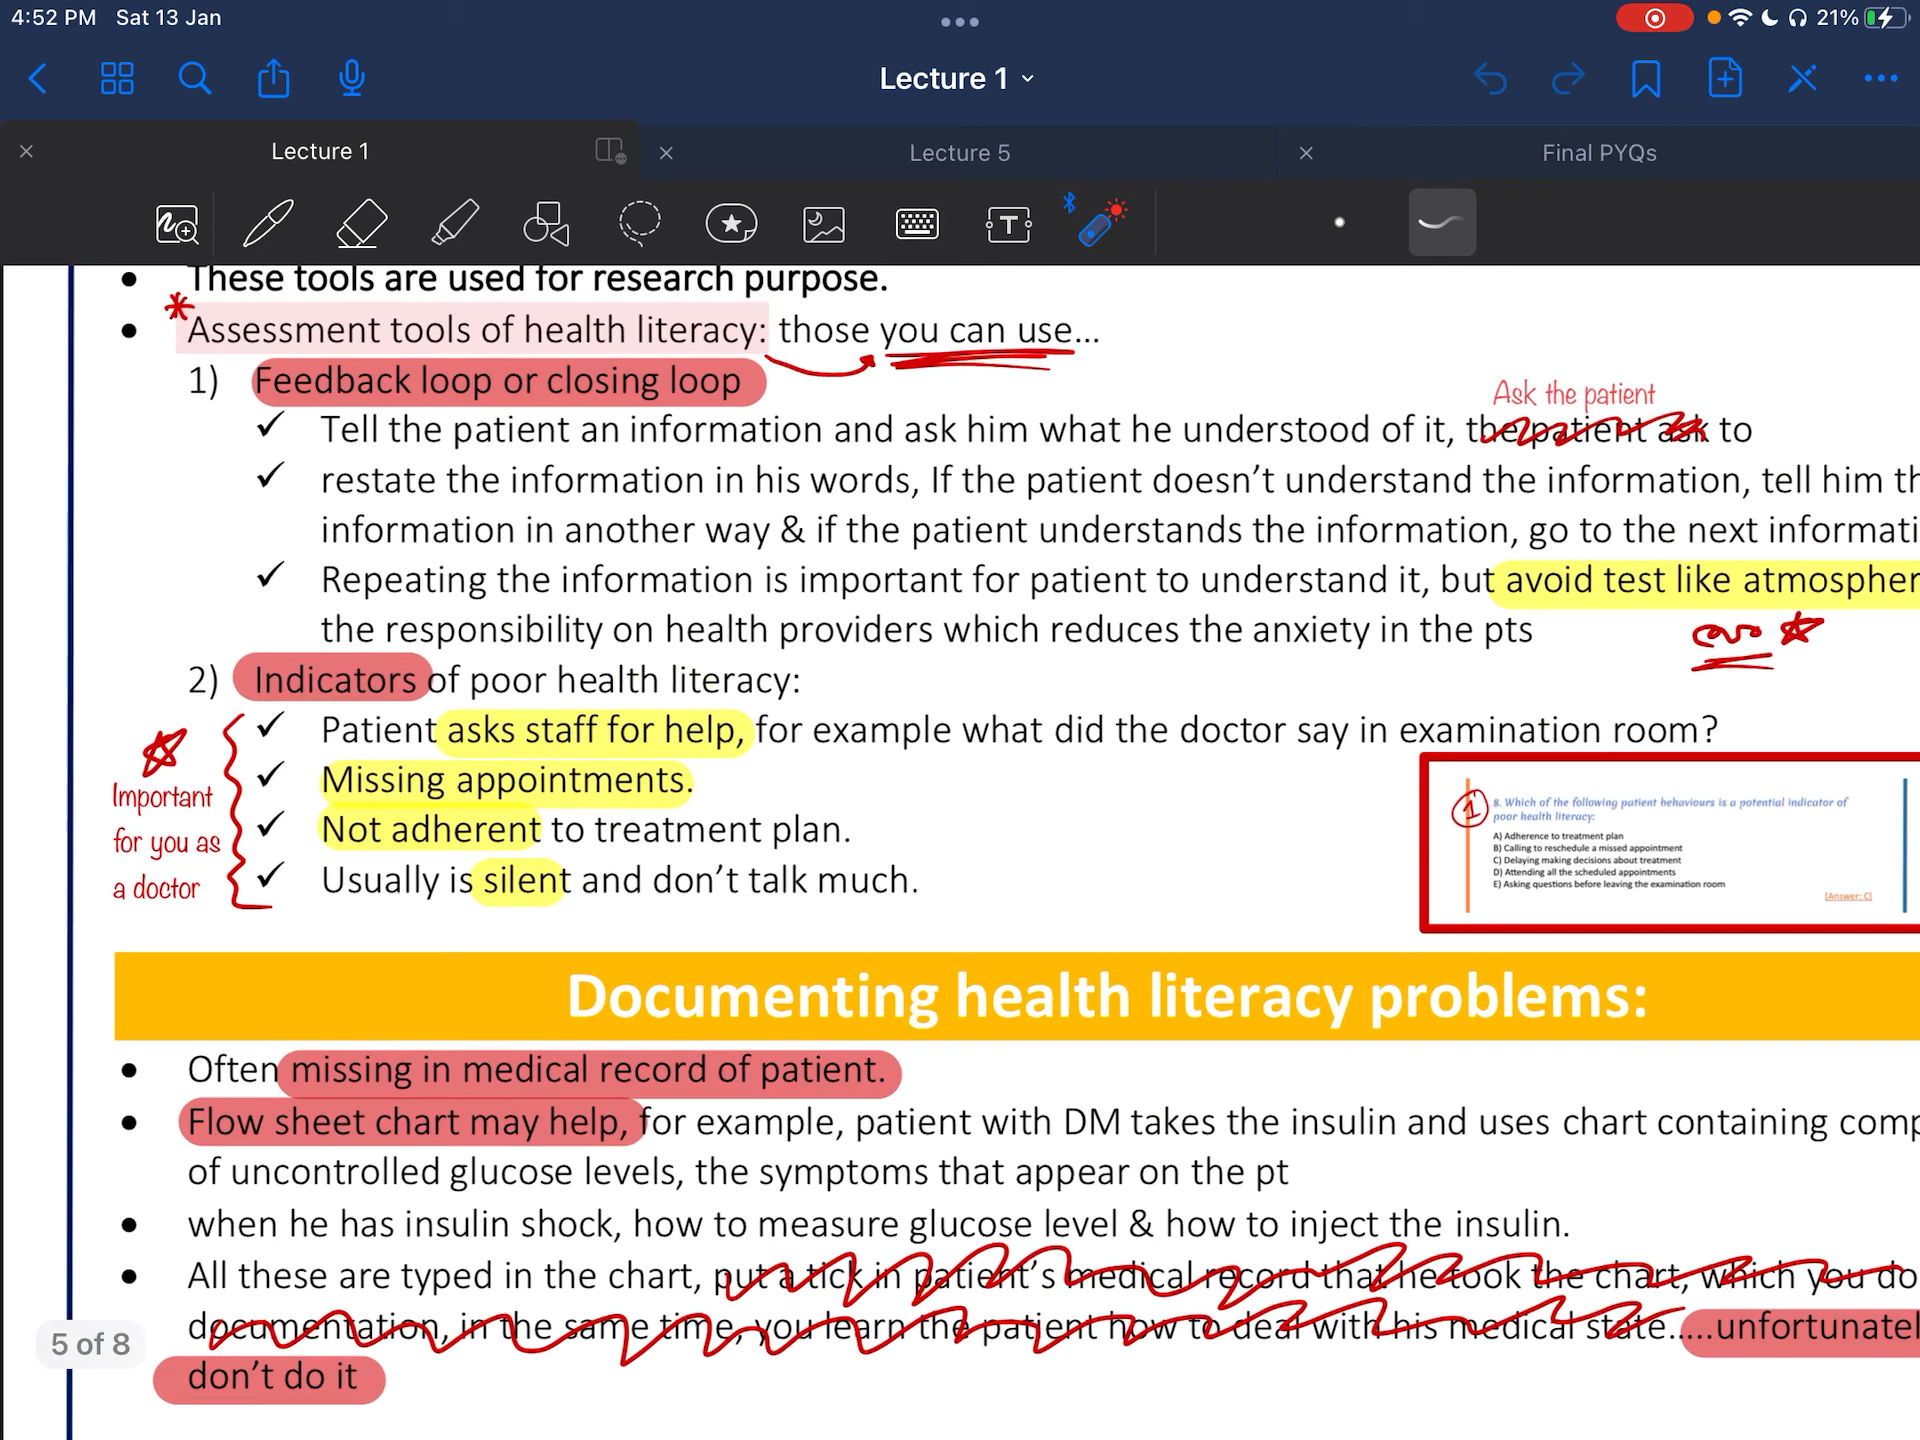 4:52 PM Sat 13 Jan
21%
Lecture 1
Lecture 1
Lecture 5
Final PYQs
These tools are used for research purpose.
* Assessment tools of health literacy: those you can use...
1) Feedback loop or closing loop
Ask the patient
Tell the patient an information and ask him what he understood of it, the patient ask to
restate the information in his words, If the patient doesn't understand the information, tell him
information in another way & if the patient understands the information, go to the next
Repeating the information is important for patient to understand it, but avoid test like
the responsibility on health providers which reduces the anxiety in the pts
2) Indicators of poor health literacy:
Patient asks staff for help, for example what did the doctor say in examination room?
Missing appointments.
Not adherent to treatment plan.
Usually is silent and don't talk much.
Important
for you as
a doctor
1
8. Which of the following patient behaviours is a potential indicator of
poor health literacy:
A) Adherence to treatment plan
B) Calling to reschedule a missed appointment
C) Delaying making decisions about treatment
D) Attending all the scheduled appointments
E) Asking questions before leaving the examination room
[Answer: C]
Documenting health literacy problems:
Often missing in medical record of patient.
Flow sheet chart may help, for example, patient with DM takes the insulin and uses chart containing
of uncontrolled glucose levels, the symptoms that appear on the pt
when he has insulin shock, how to measure glucose level & how to inject the insulin.
All these are typed in the chart, put a tick in patient's medical record that he took the chart, which you do
documentation, in the same time, you learn the patient how to deal with his medical state.....
don't do it
5 of 8